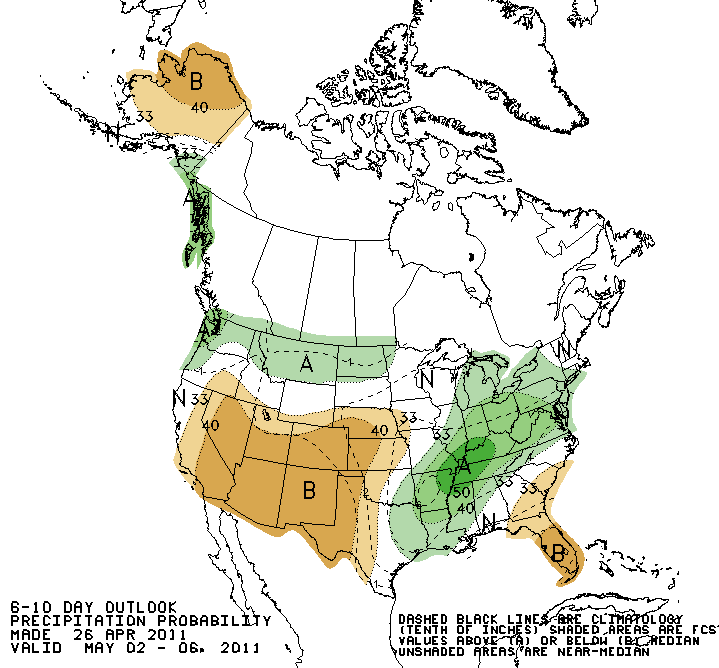 B
40
33
N
33
A
A
A
N
N
N
33
40
33
40
33
B
A
50
40
33
33
N
B
6-10 DAY OUTLOOK
PRECIPITATION PROBABILITY
MADE 26 APR 2011
VALID MAY 02 - 06, 2011
DASHED BLACK LINES ARE CLIMATOLOGY
(TENTH OF INCHES) SHADED AREAS ARE FCST
VALUES ABOVE (A) OR BELOW (B) MEDIAN
UNSHADED AREAS ARE NEAR-MEDIAN